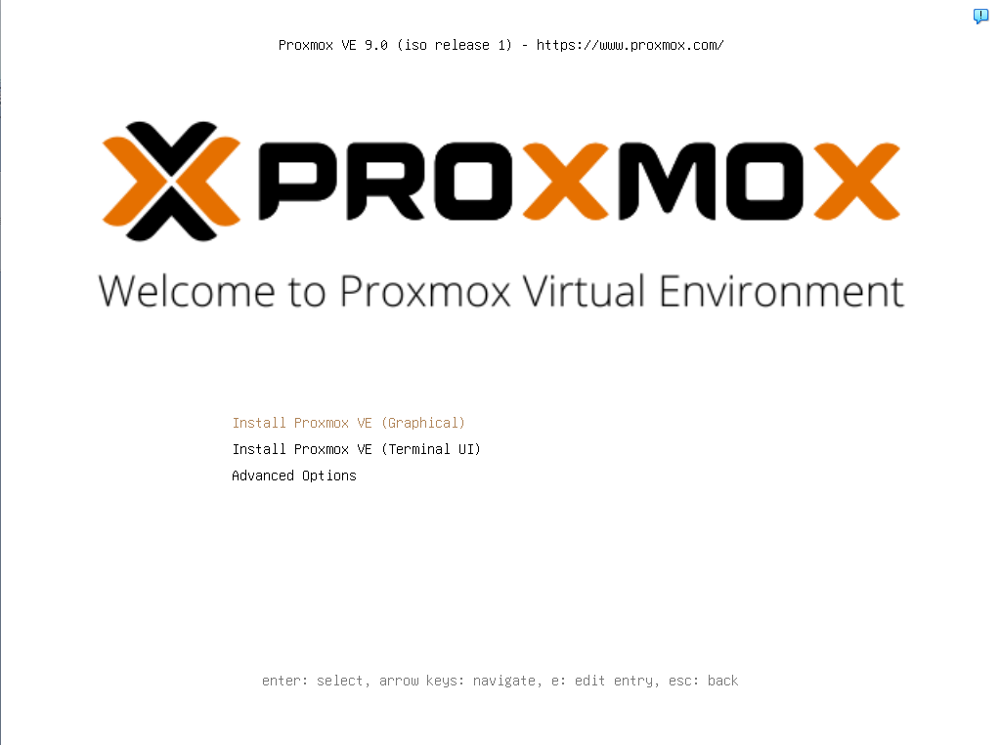 Proxmox VE 9.0 (iso release 1) - https://www.proxmox.com/
PROXMOX
Welcome to Proxmox Virtual Environment
Install Proxmox VE (Graphical)
Install Proxmox VE (Terminal UI)
Advanced Options
enter: select, arrow keys: navigate, e: edit entry, esc: back